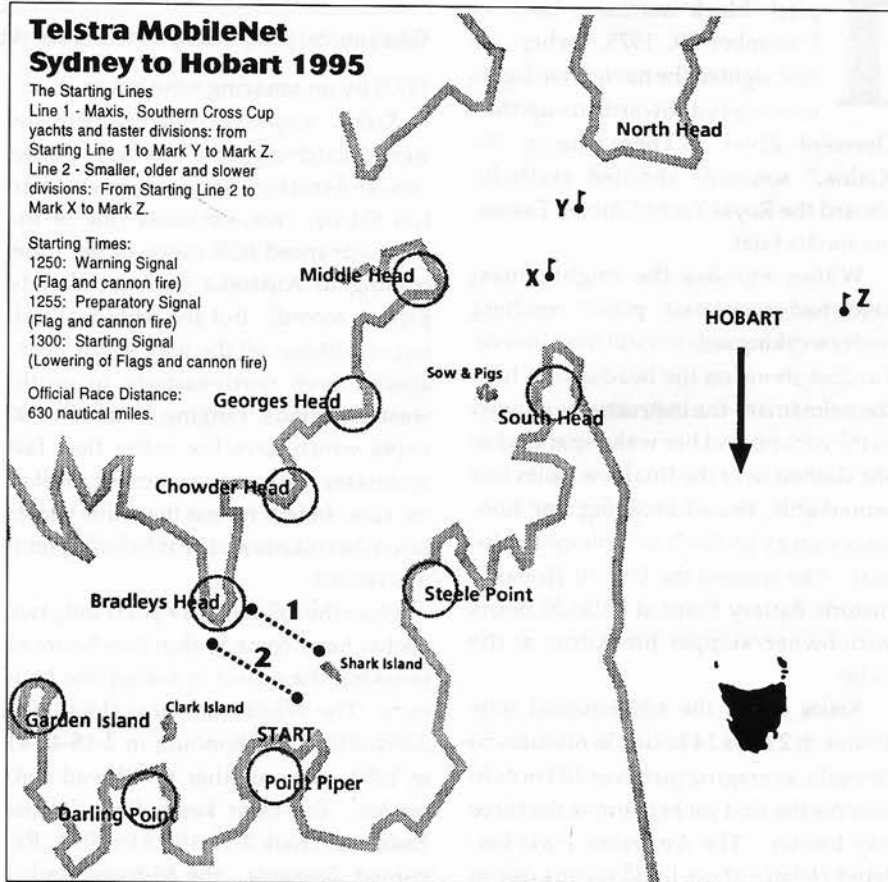 Telstra MobileNet
Sydney to Hobart 1995
The Starting Lines
Line 1 - Maxis, Southern Cross Cup
yachts and faster divisions: from
Starting Line 1 to Mark Y to Mark Z
Line 2 - Smaller, older and slower
divisions: From Starting Line 2 to
Mark X to Mark Z
Starting Times:
1250: Warning Signal
(Flag and cannon fire)
1255: Preparatory Signal
(Flag and cannon fire)
1300: Starting Signal
(Lowering of Flags and cannon fire)
Official Race Distance:
630 nautical miles.
North Head
Y
Middle Head
X
Z
HOBART
Sow & Pigs
Georges Head
South Head
Chowder Head
Bradleys Head
1
Steele Point
2
Shark Island
Clark Island
Garden Island
START
Point Piper
Darling Point